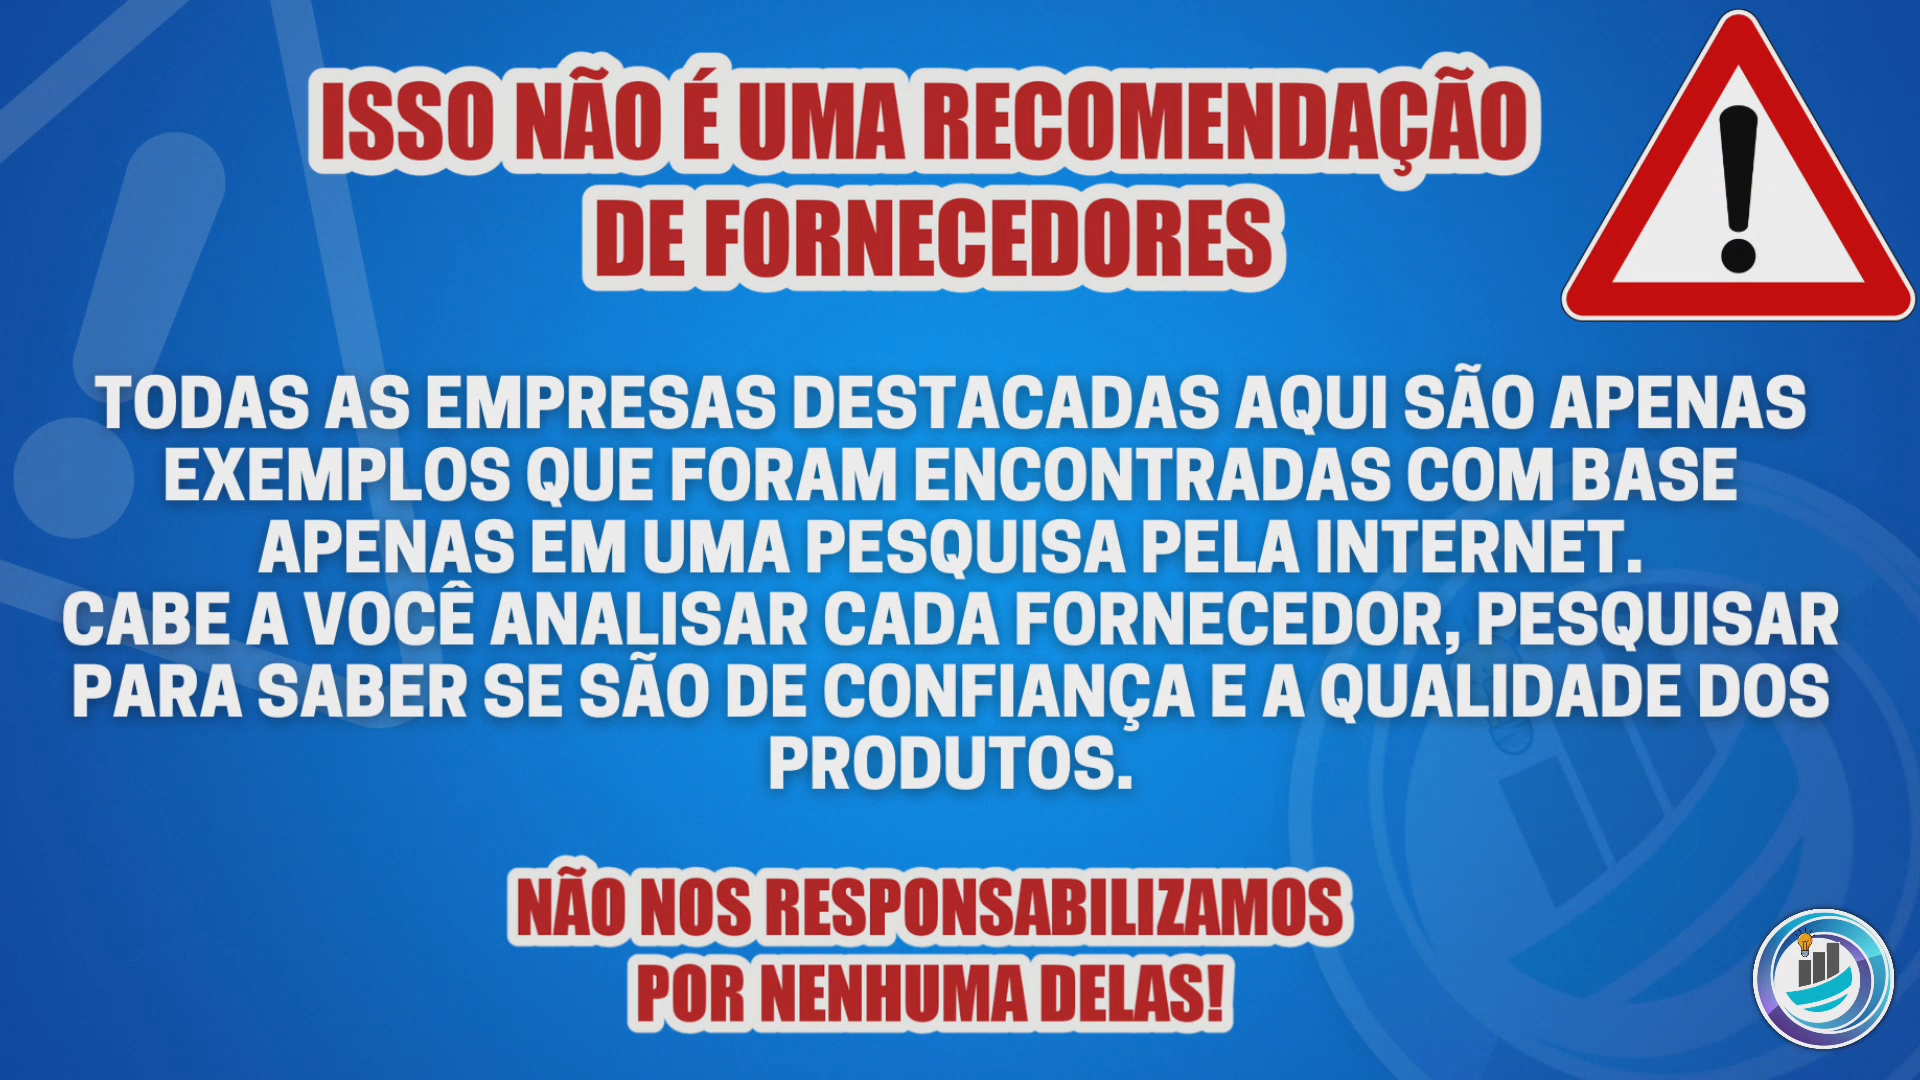 ISSO NÃO É UMA RECOMENDAÇÃO
DE FORNECEDORES
TODAS AS EMPRESAS DESTACADAS AQUI SÃO APENAS
EXEMPLOS QUE FORAM ENCONTRADAS COM BASE
APENAS EM UMA PESQUISA PELA INTERNET.
CABE A VOCÊ ANALISAR CADA FORNECEDOR, PESQUISAR
PARA SABER SE SÃO DE CONFIANÇA E A QUALIDADE DOS
PRODUTOS.
NÃO NOS RESPONSABILIZAMOS
POR NENHUMA DELAS!